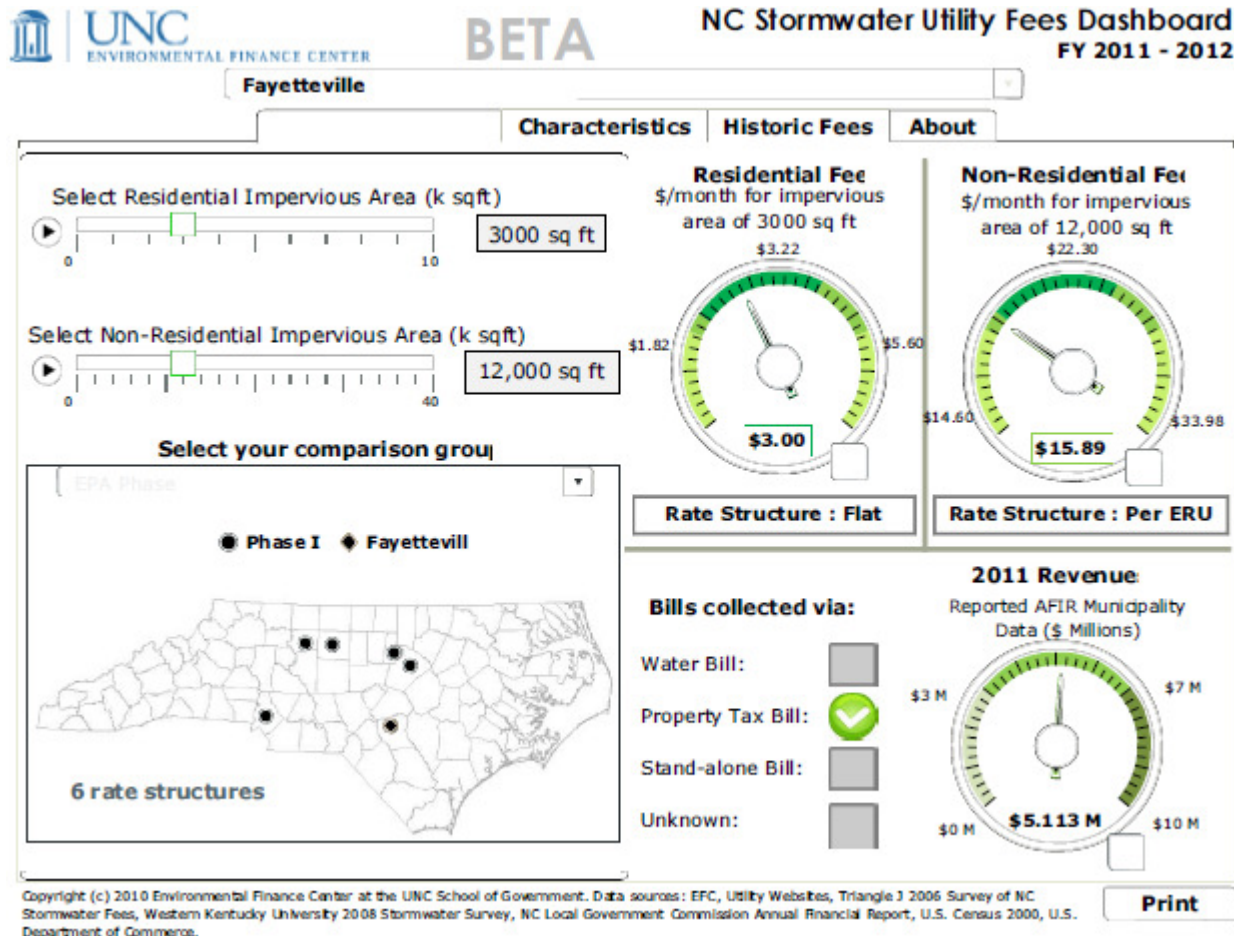 UNC
ENVIRONMENTAL FINANCE CENTER
BETA
NC Stormwater Utility Fees Dashboard
FY 2011 - 2012
Fayetteville
Characteristics
Historic Fees
About
Select Residential Impervious Area (k sqft)
3000 sq ft
0
10
Select Non-Residential Impervious Area (k sqft)
12,000 sq ft
0
40
Select your comparison grou
EPA Phase
Phase I
Fayettevill
6 rate structures
Residential Fee
$/month for impervious
area of 3000 sq ft
$3.22
$1.82
$5.60
$3.00
Rate Structure : Flat
Non-Residential Fee
$/month for impervious
area of 12,000 sq ft
$22.30
$14.60
$33.98
$15.89
Rate Structure : Per ERU
Bills collected via:
Water Bill:
Property Tax Bill:
Stand-alone Bill:
Unknown:
2011 Revenue
Reported AFIR Municipality
Data ($ Millions)
$3 M
$7 M
$0 M
$5.113 M
$10 M
Copyright (c) 2010 Environmental Finance Center at the UNC School of Government. Data sources: EFC, Utility Websites, Triangle J 2006 Survey of NC
Stormwater Fees, Western Kentucky University 2008 Stormwater Survey, NC Local Government Commission Annual Financial Report, U.S. Census 2000, U.S.
Department of Commerce.
Print